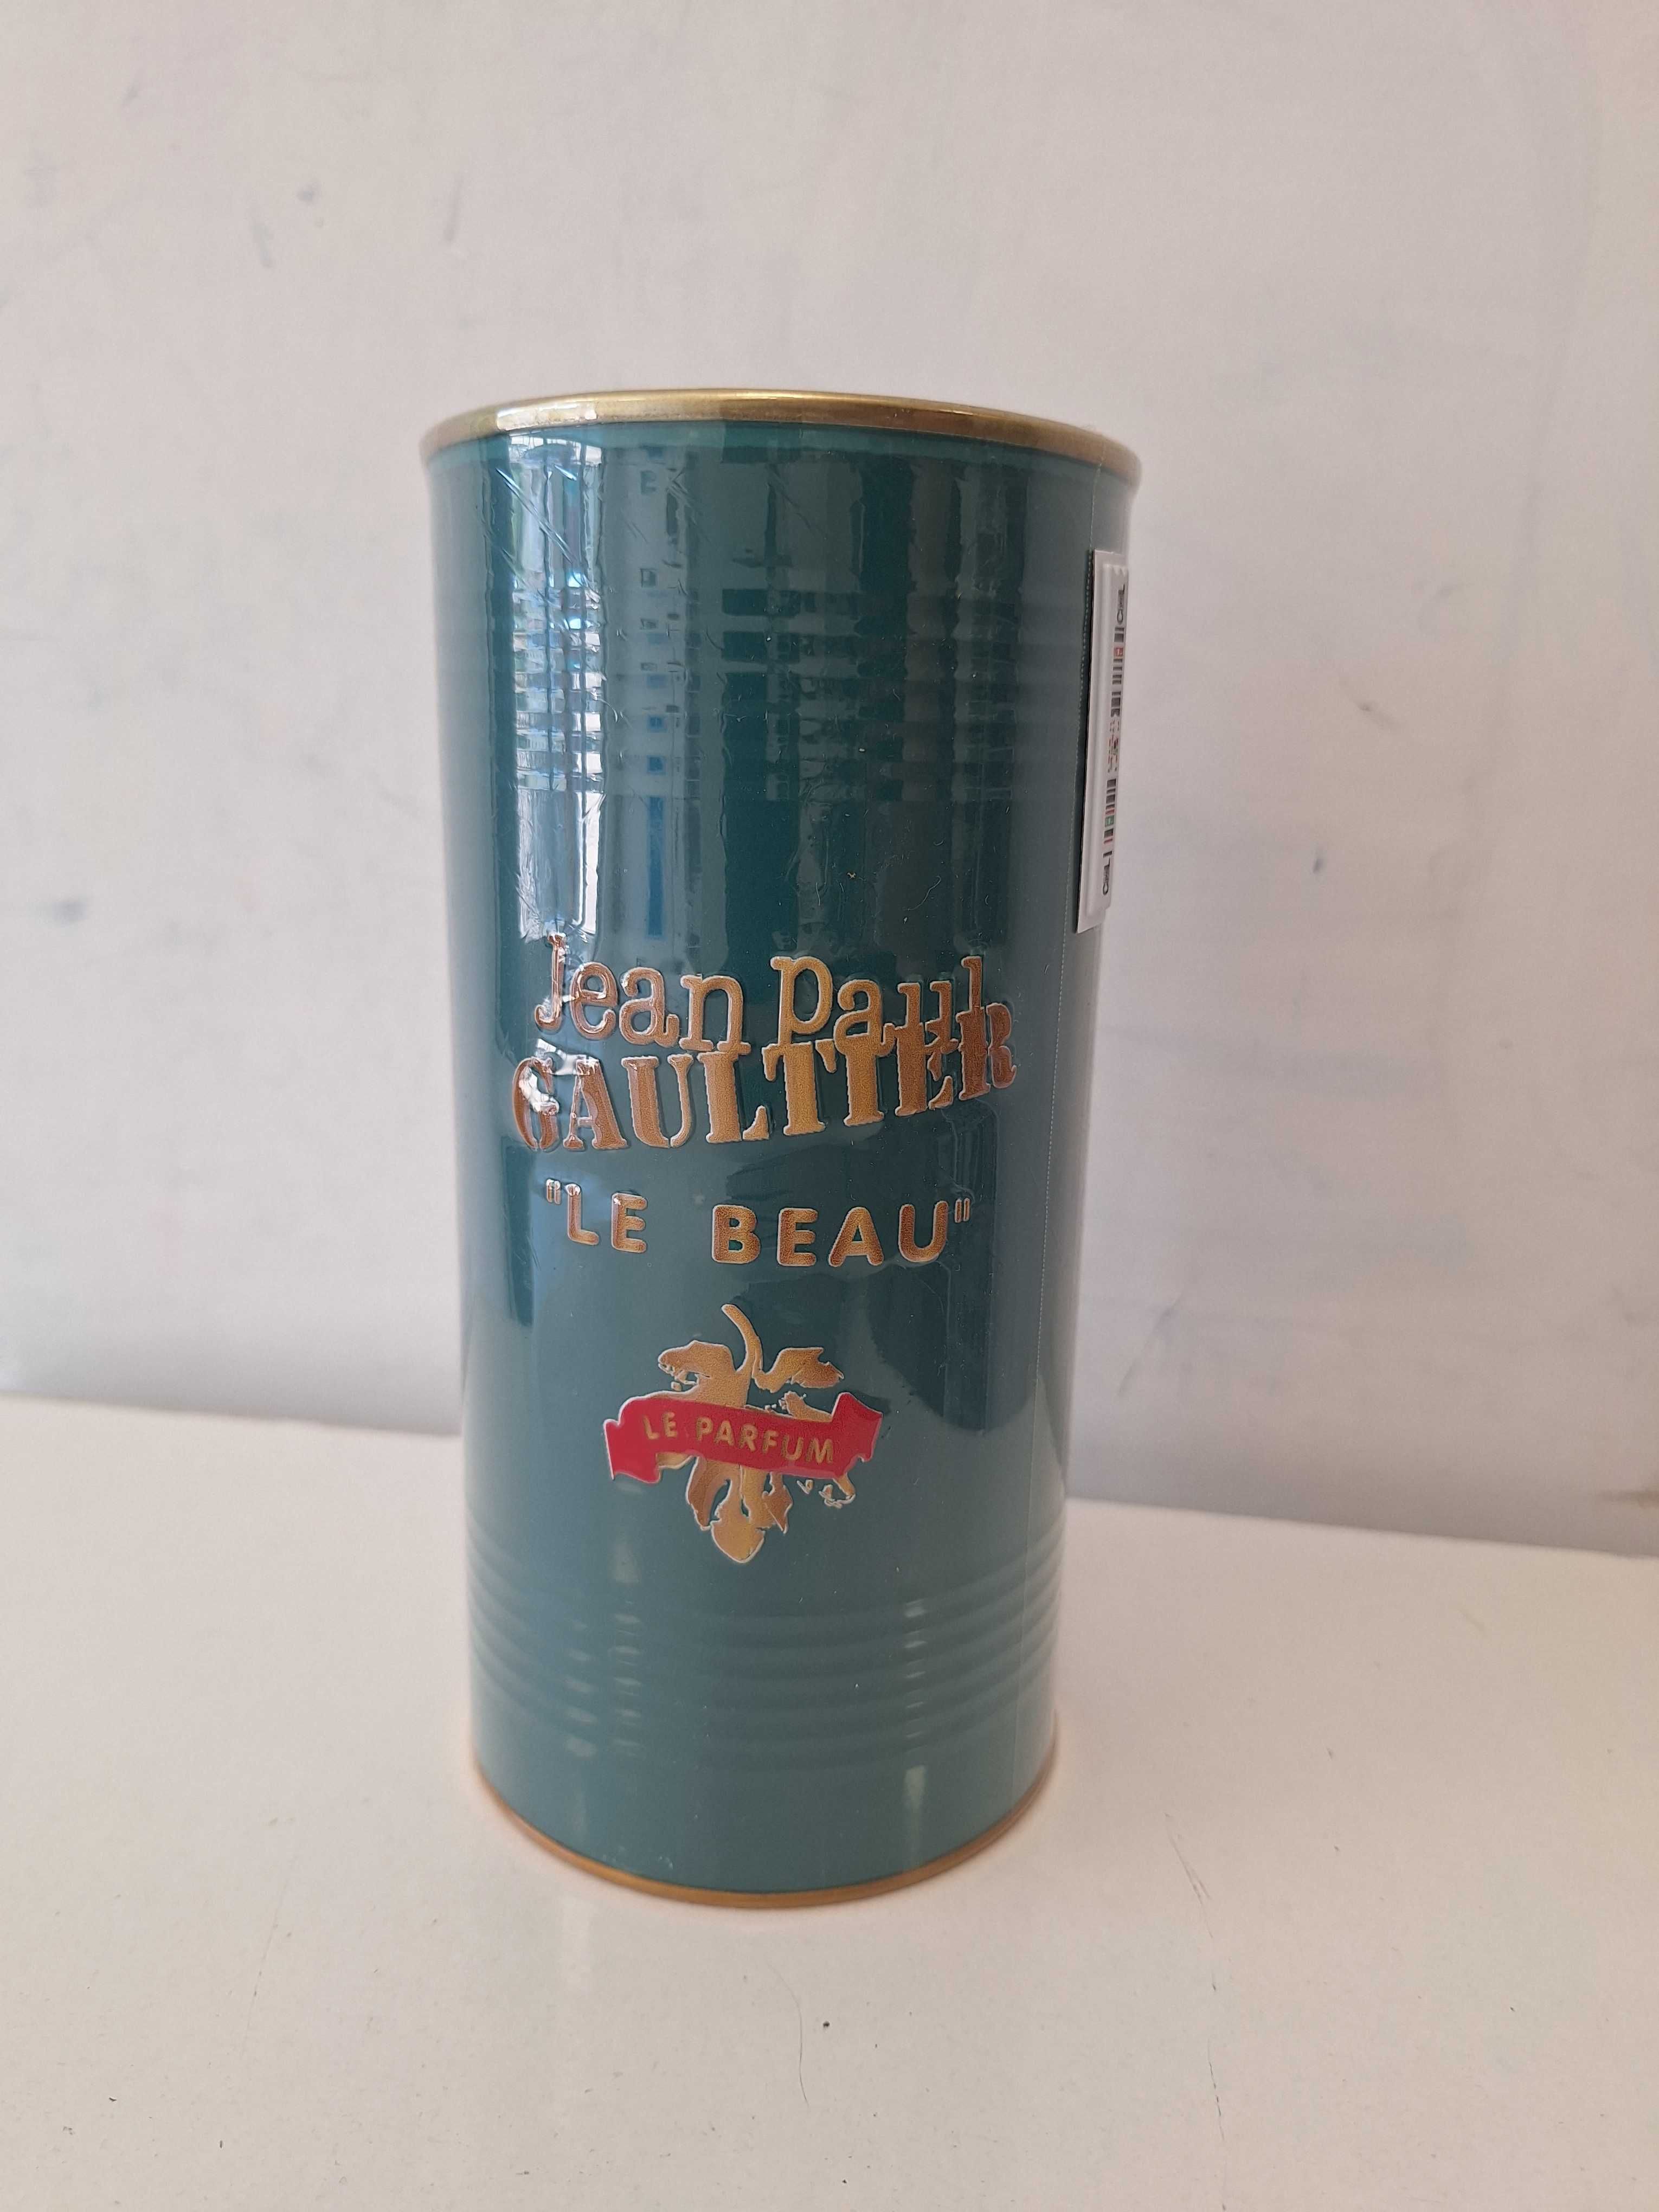 Jean Paul
GAULTIER
"LE BEAU"
LE PARFUM